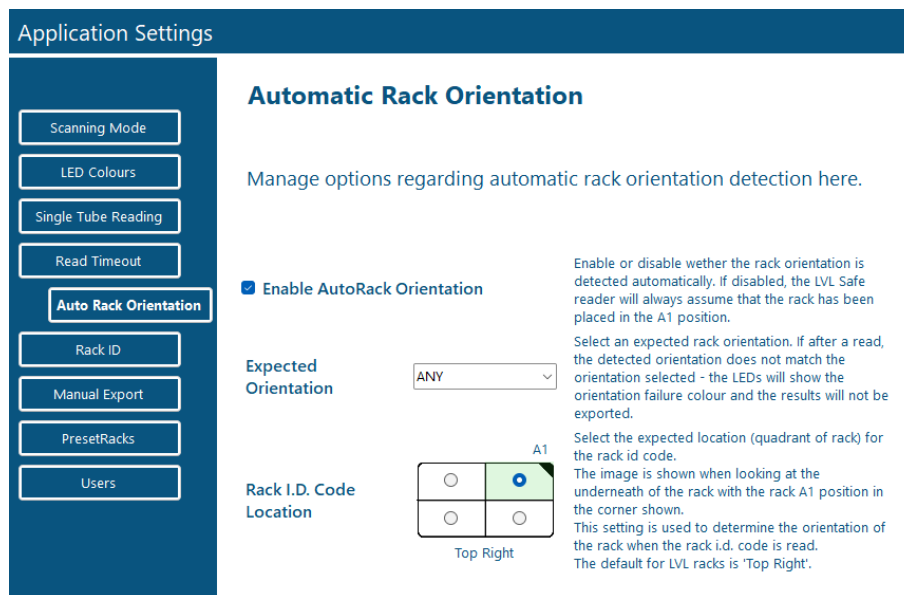 Application Settings
Scanning Mode
LED Colours
Single Tube Reading
Read Timeout
Auto Rack Orientation
Rack ID
Manual Export
PresetRacks
Users
Automatic Rack Orientation
Manage options regarding automatic rack orientation detection here.
Enable AutoRack Orientation
Enable or disable wether the rack orientation is
detected automatically. If disabled, the LVL Safe
reader will always assume that the rack has been
placed in the A1 position.
Expected
Orientation
ANY
Select an expected rack orientation. If after a read,
the detected orientation does not match the
orientation selected - the LEDs will show the
orientation failure colour and the results will not be
exported.
Rack I.D. Code
Location
A1
Top Right
Select the expected location (quadrant of rack) for
the rack id code.
The image is shown when looking at the
underneath of the rack with the rack A1 position in
the corner shown.
This setting is used to determine the orientation of
the rack when the rack i.d. code is read.
The default for LVL racks is 'Top Right'.